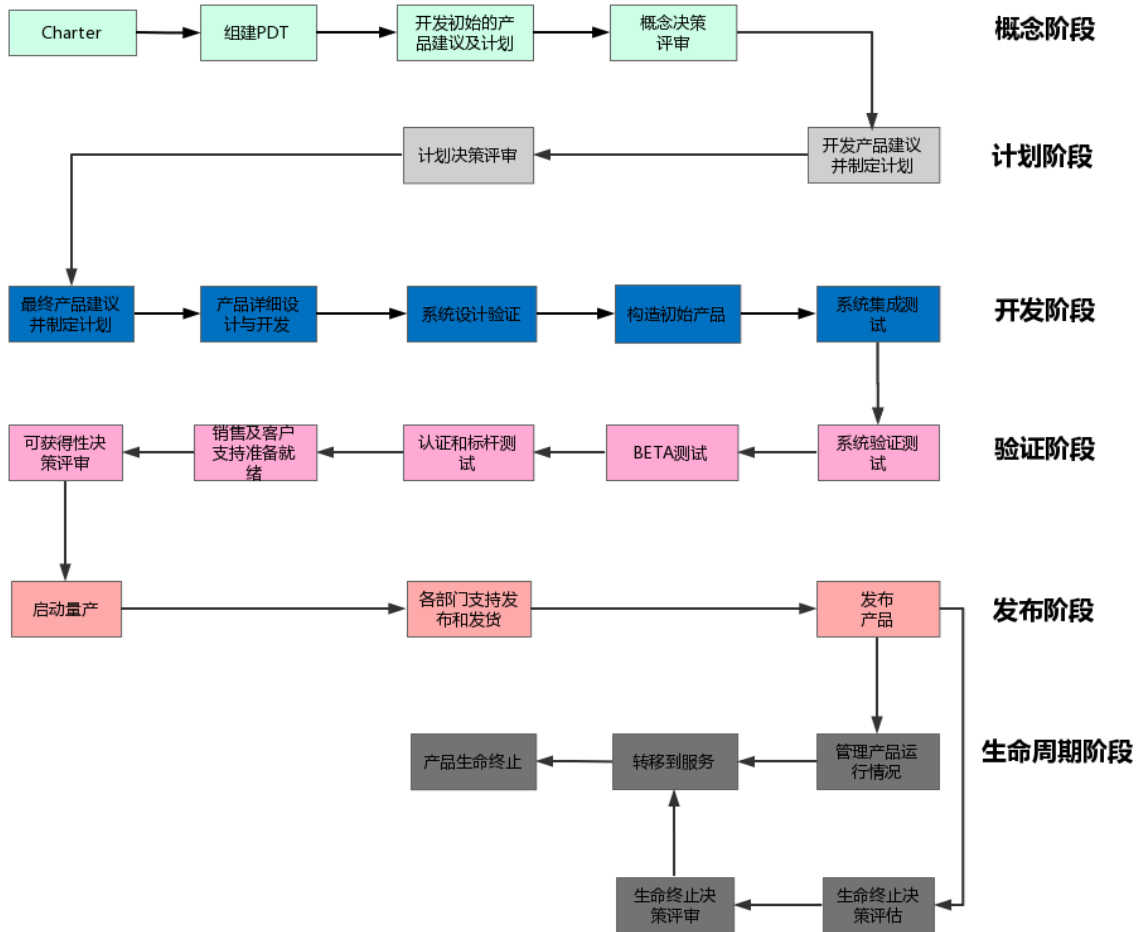 Charter
组建PDT
开发初始的产
品建议及计划
概念决策
评审
概念阶段
计划决策评审
开发产品建议
并制定计划
计划阶段
最终产品建议
并制定计划
产品详细设
计与开发
系统设计验证
构造初始产品
系统集成测
试
开发阶段
可获得性决
策评审
销售及客户
支持准备就
绪
认证和标杆测
试
BETA测试
系统验证测
试
验证阶段
启动量产
各部门支持发
布和发货
发布
产品
发布阶段
产品生命终止
转移到服务
管理产品运
行情况
生命周期阶段
生命终止决
策评审
生命终止决
策评估